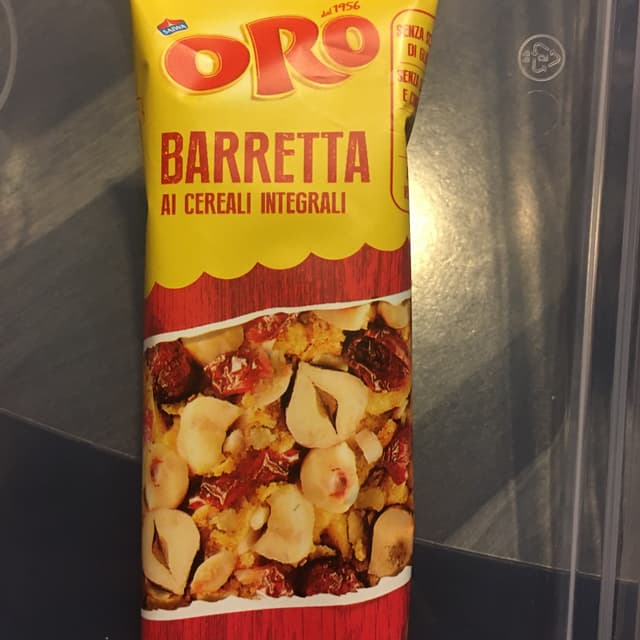 SAIWA
ORO
dal 1956
BARRETTA
AI CEREALI INTEGRALI
SENZA
DI
SENZA
E